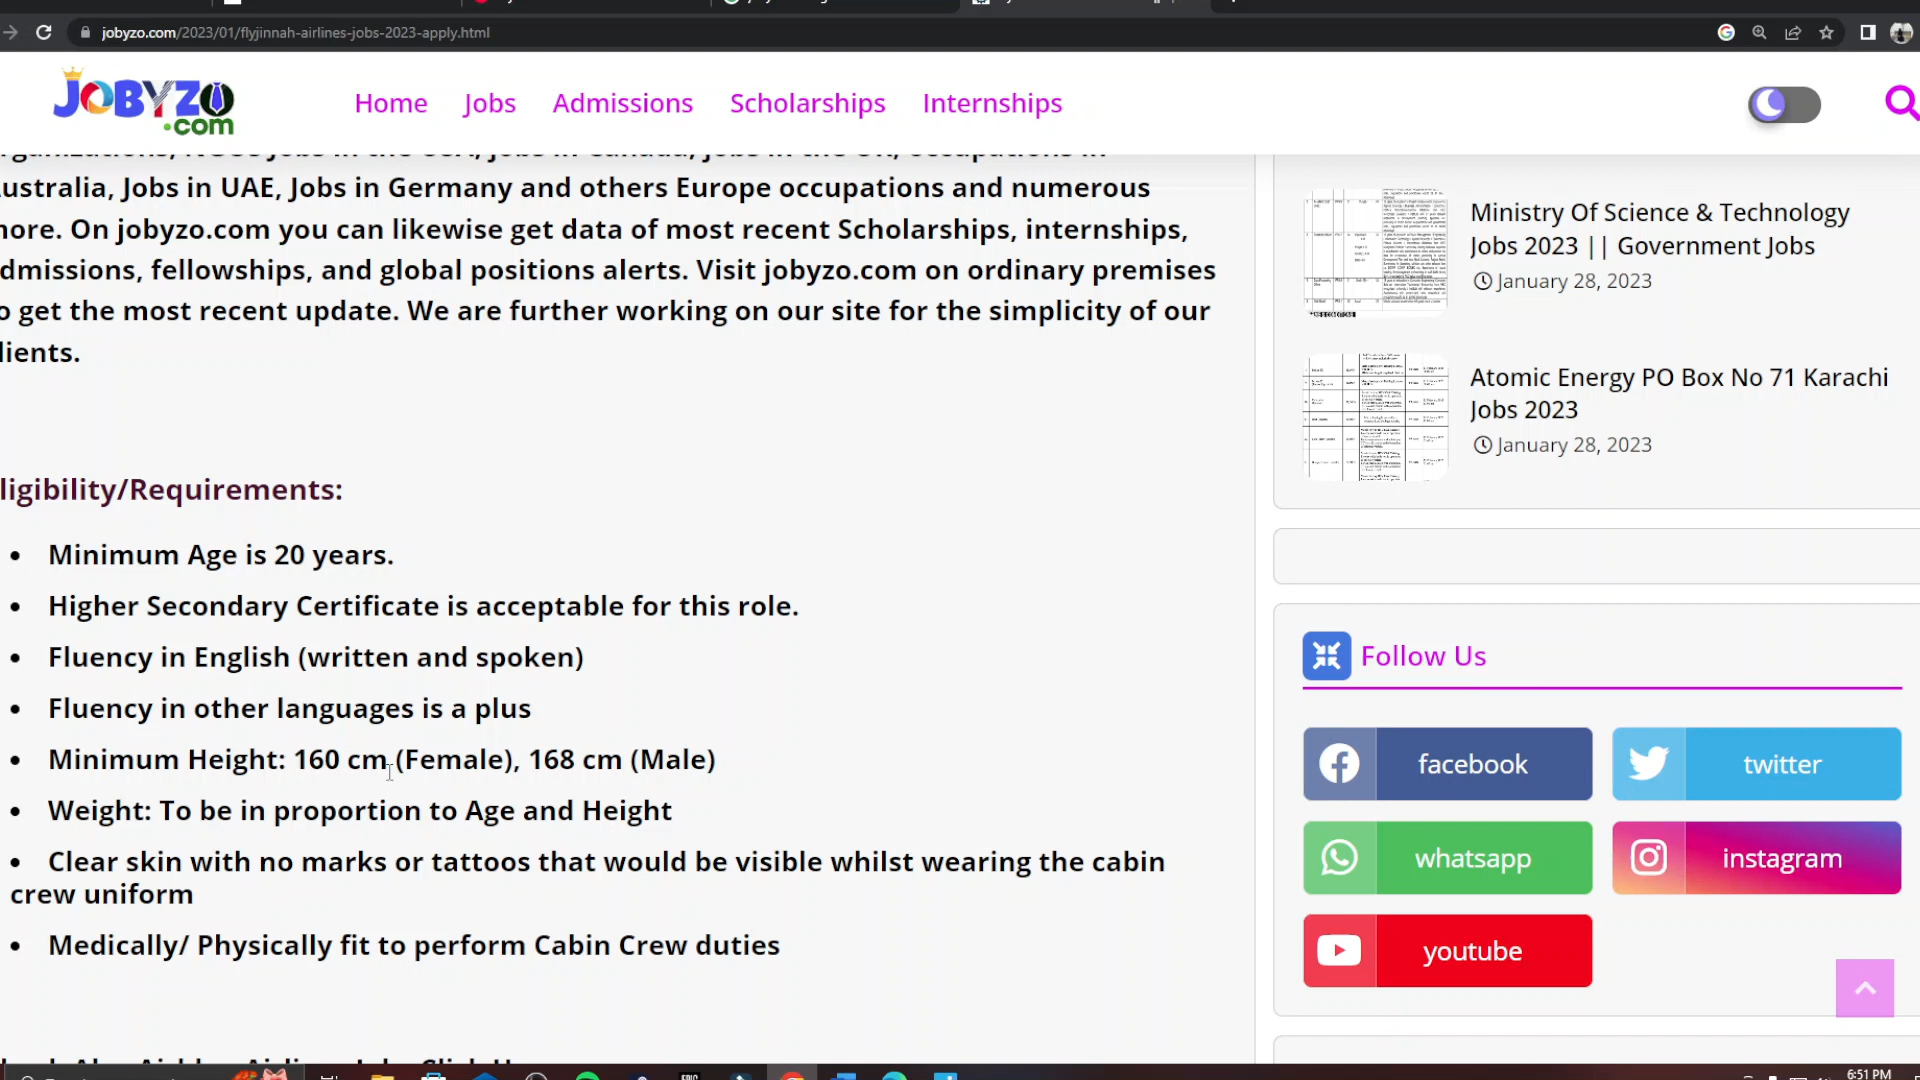 jobyzo.com/2023/01/flyjinnah-airlines-jobs-2023-apply.html
JOBYZO
.com
Home
Jobs
Admissions
Scholarships
Internships
ustralia, Jobs in UAE, Jobs in Germany and others Europe occupations and numerous
nore. On jobyzo.com you can likewise get data of most recent Scholarships, internships,
dmissions, fellowships, and global positions alerts. Visit jobyzo.com on ordinary premises
o get the most recent update. We are further working on our site for the simplicity of our
lients.
ligibility/Requirements:
• Minimum Age is 20 years.
• Higher Secondary Certificate is acceptable for this role.
• Fluency in English (written and spoken)
• Fluency in other languages is a plus
• Minimum Height: 160 cm (Female), 168 cm (Male)
• Weight: To be in proportion to Age and Height
• Clear skin with no marks or tattoos that would be visible whilst wearing the cabin
crew uniform
• Medically/ Physically fit to perform Cabin Crew duties
Ministry Of Science & Technology
Jobs 2023 || Government Jobs
January 28, 2023
Atomic Energy PO Box No 71 Karachi
Jobs 2023
January 28, 2023
Follow Us
facebook
twitter
whatsapp
instagram
youtube
6:51 PM